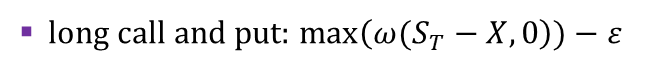 ▪ long call and put: max(ω(S_T − X, 0)) − ε